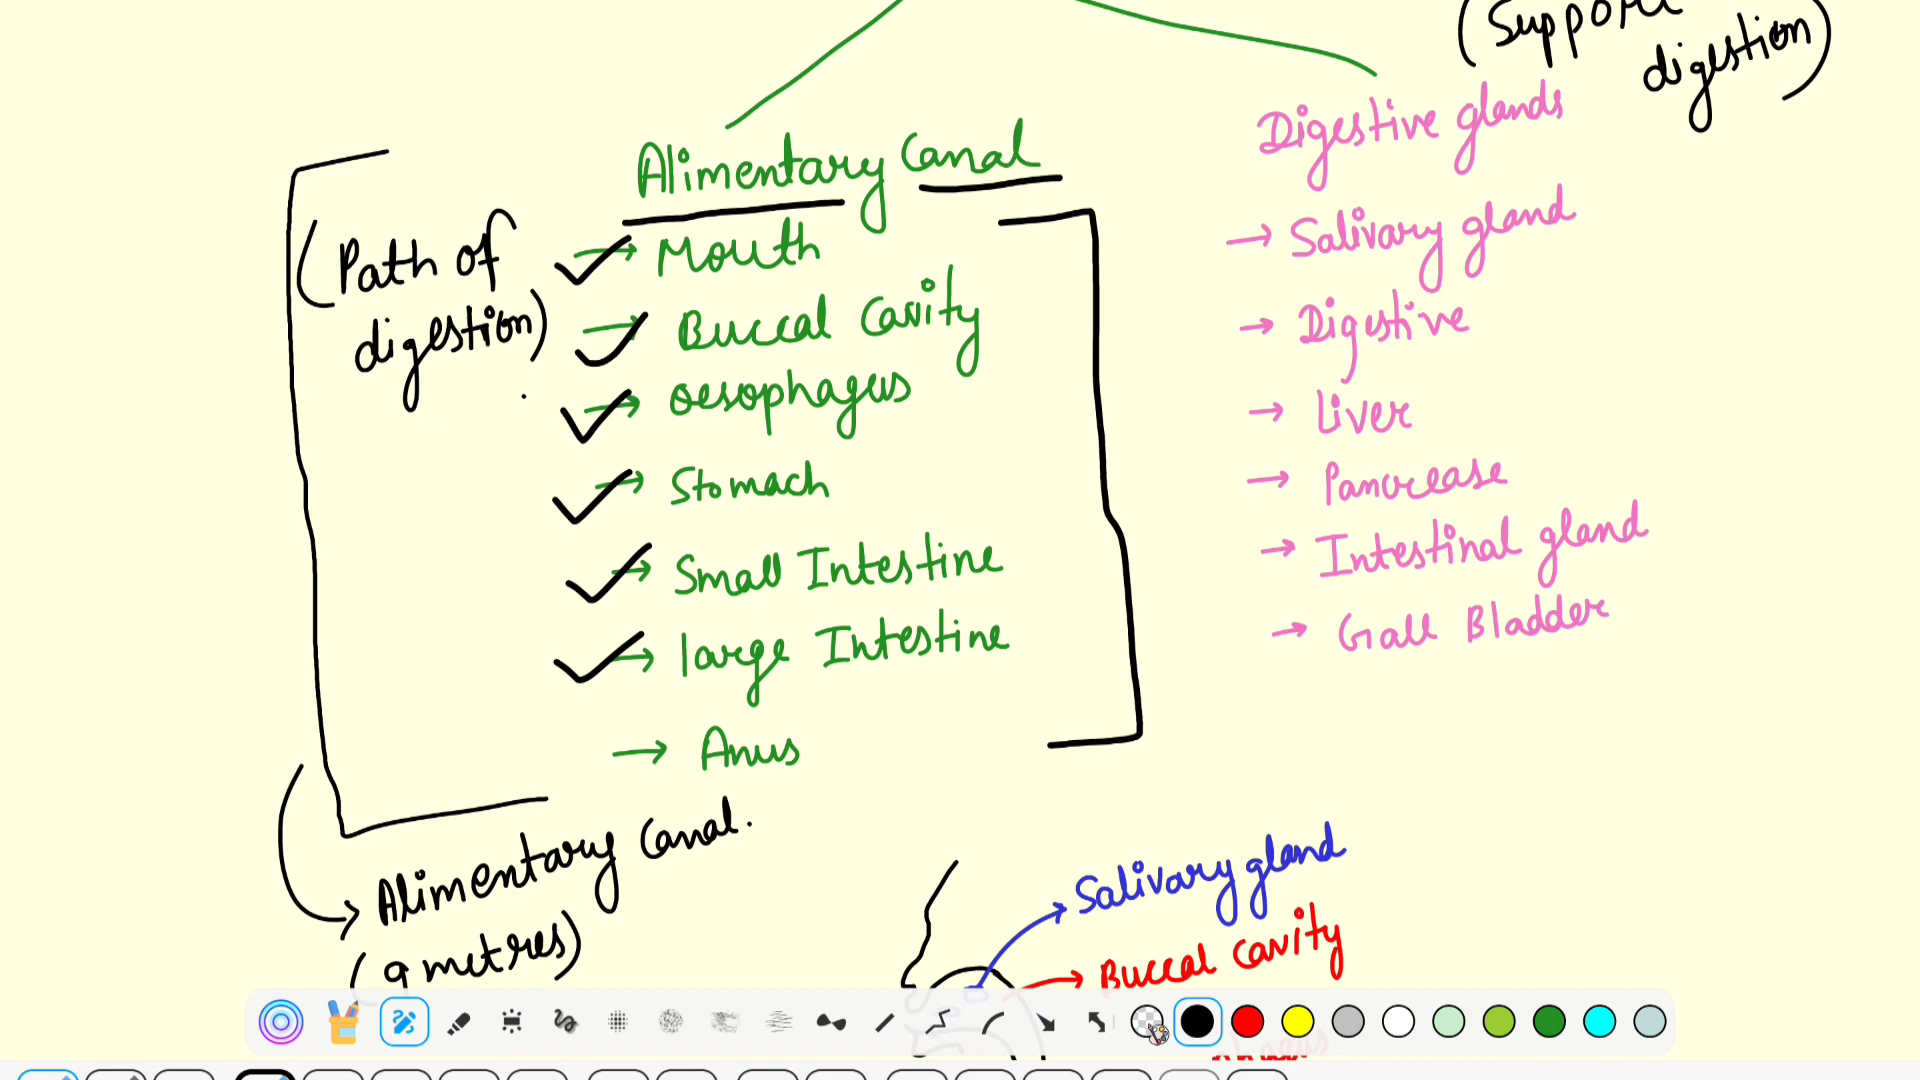 (Support
digestion)
Digestive glands
Alimentary Canal
(Path of
digestion)
→ Mouth
→ Buccal Cavity
→ oesophagus
→ Stomach
→ Small Intestine
→ large Intestine
→ Anus
→ Salivary gland
→ Digestive
→ Liver
→ Pancrease
→ Intestinal gland
→ Gall Bladder
Alimentary Canal.
(9 metres)
Salivary gland
Buccal Cavity